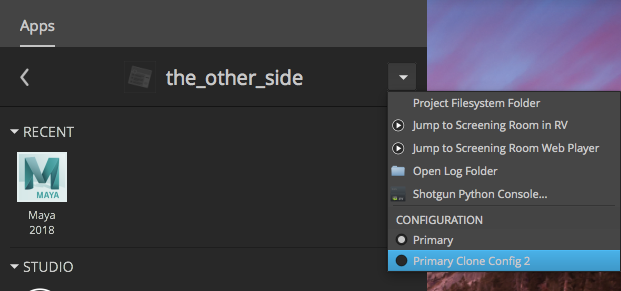 Apps
the_other_side
Project Filesystem Folder
Jump to Screening Room in RV
Jump to Screening Room Web Player
Open Log Folder
Shotgun Python Console...
CONFIGURATION
Primary
Primary Clone Config 2
RECENT
M
MAYA
Maya
2018
STUDIO